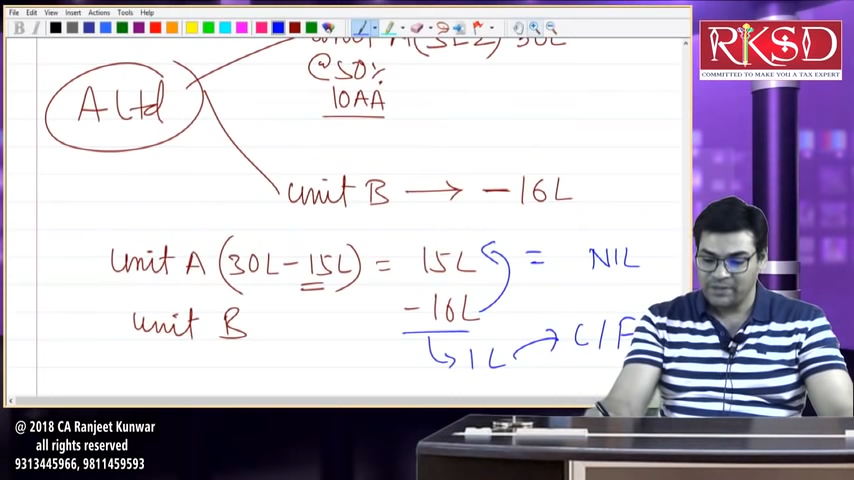 File Edit View Insert Actions Tools Help
B
RKSD
COMMITTED TO MAKE YOU A TAX EXPERT
Unit A (SEZ) 30L
@50%
10AA
A Ltd
Unit B → -16L
Unit A (30L-15L) = 15L = NIL
Unit B -16L
1L → C/F
@ 2018 CA Ranjeet Kunwar
all rights reserved
9313445966, 9811459593